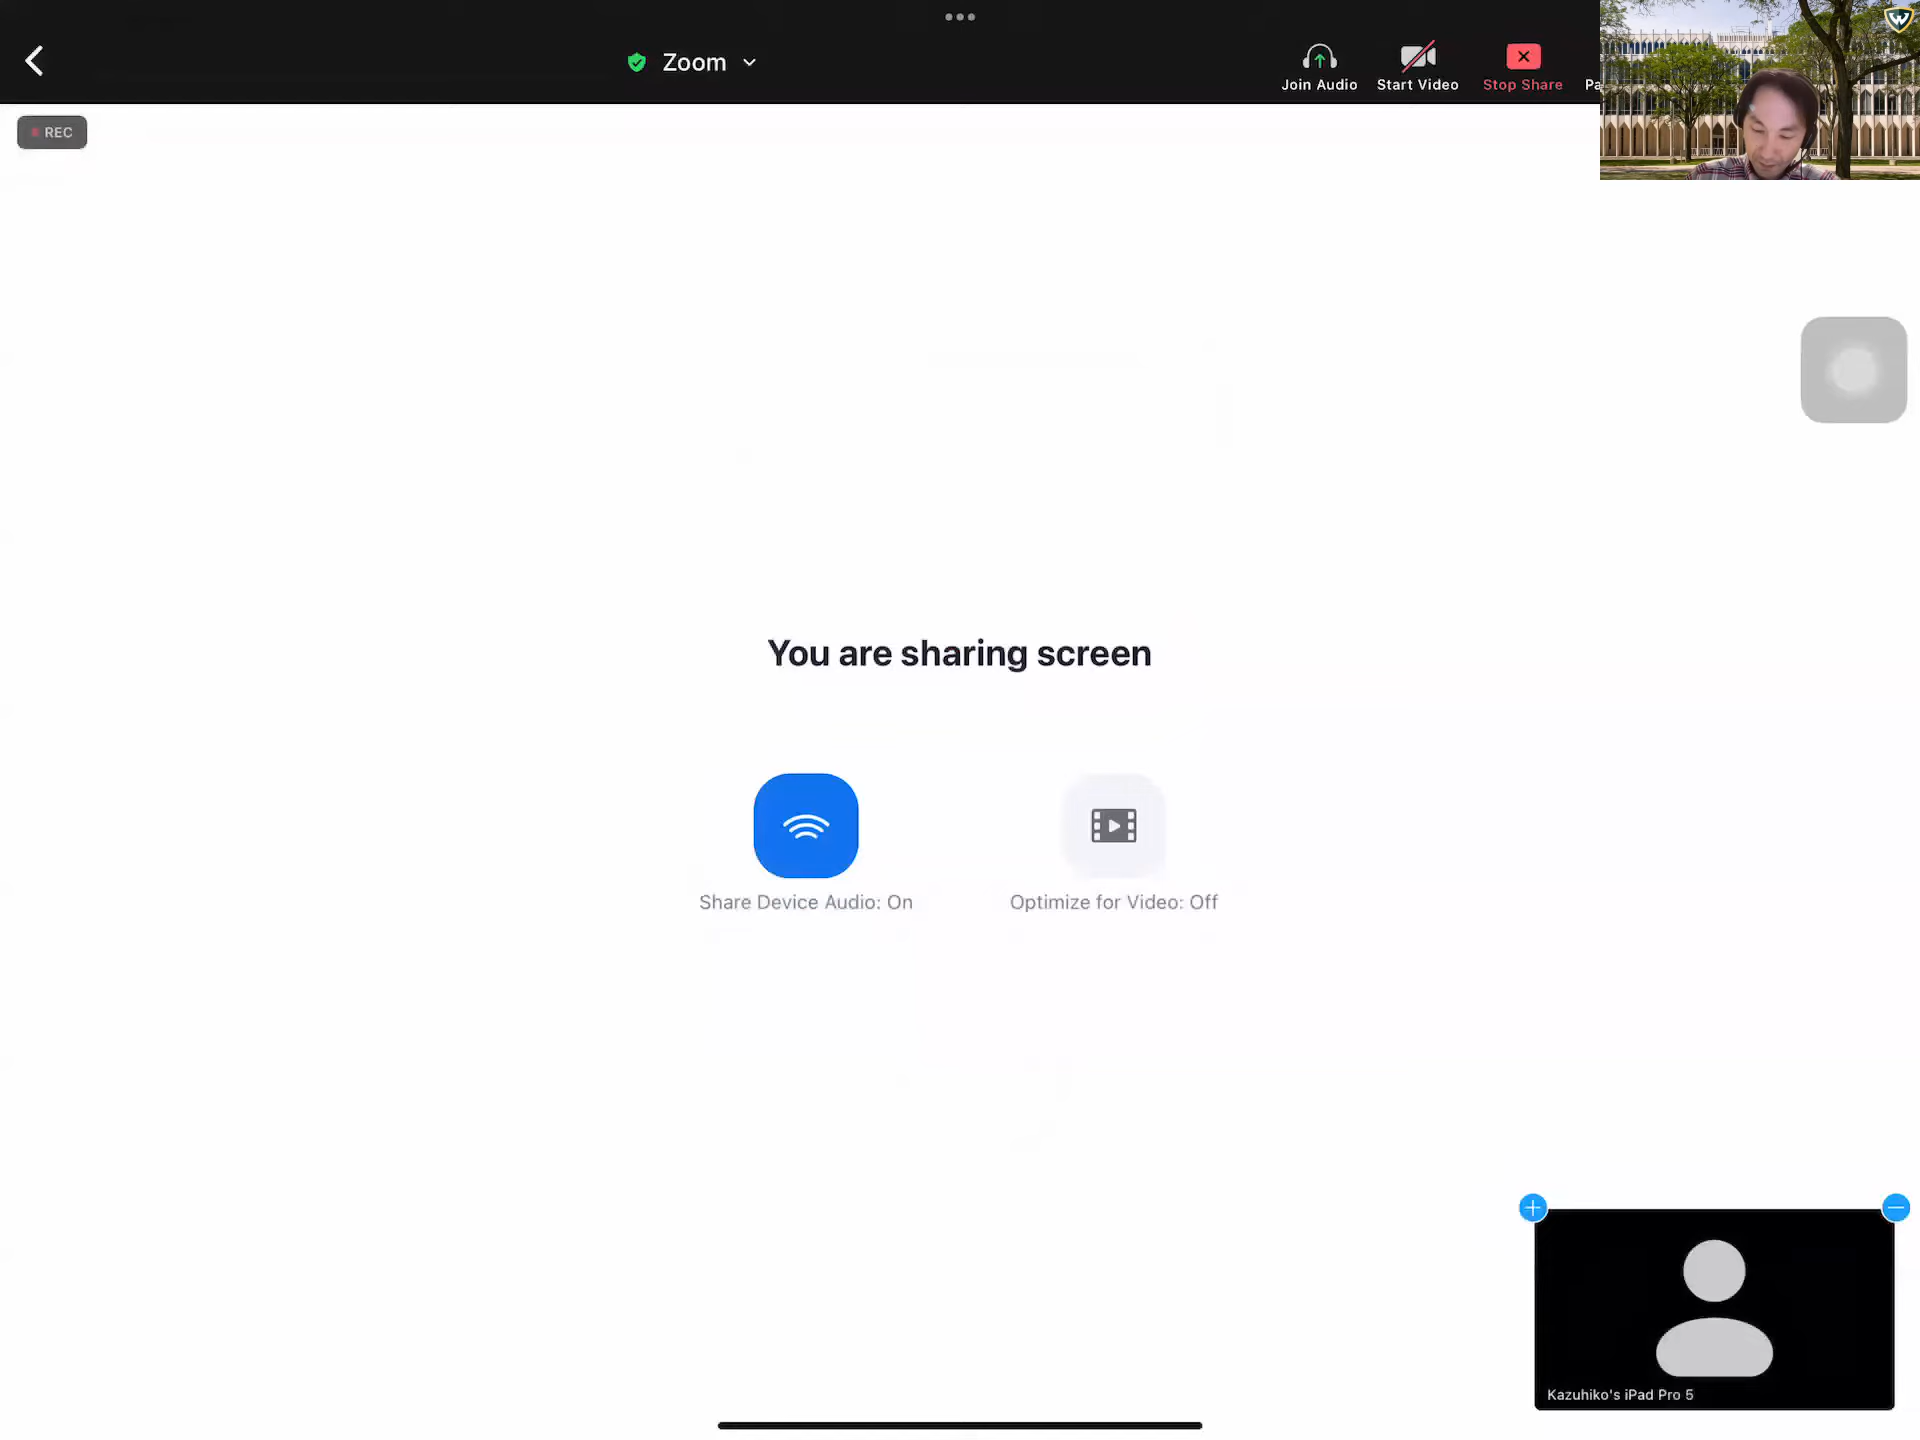 Zoom
Join Audio
Start Video
Stop Share
Pa
W
REC
You are sharing screen
Share Device Audio: On
Optimize for Video: Off
Kazuhiko's iPad Pro 5